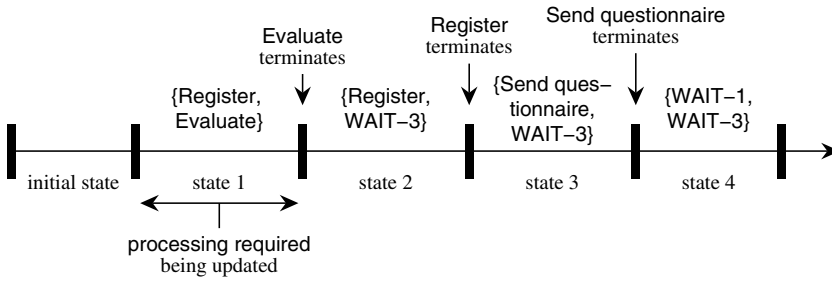 Evaluate
terminates
Register
terminates
Send questionnaire
terminates
{Register,
Evaluate}
{Register,
WAIT−3}
{Send ques−
tionnaire,
WAIT−3}
{WAIT−1,
WAIT−3}
initial state
state 1
state 2
state 3
state 4
processing required
being updated